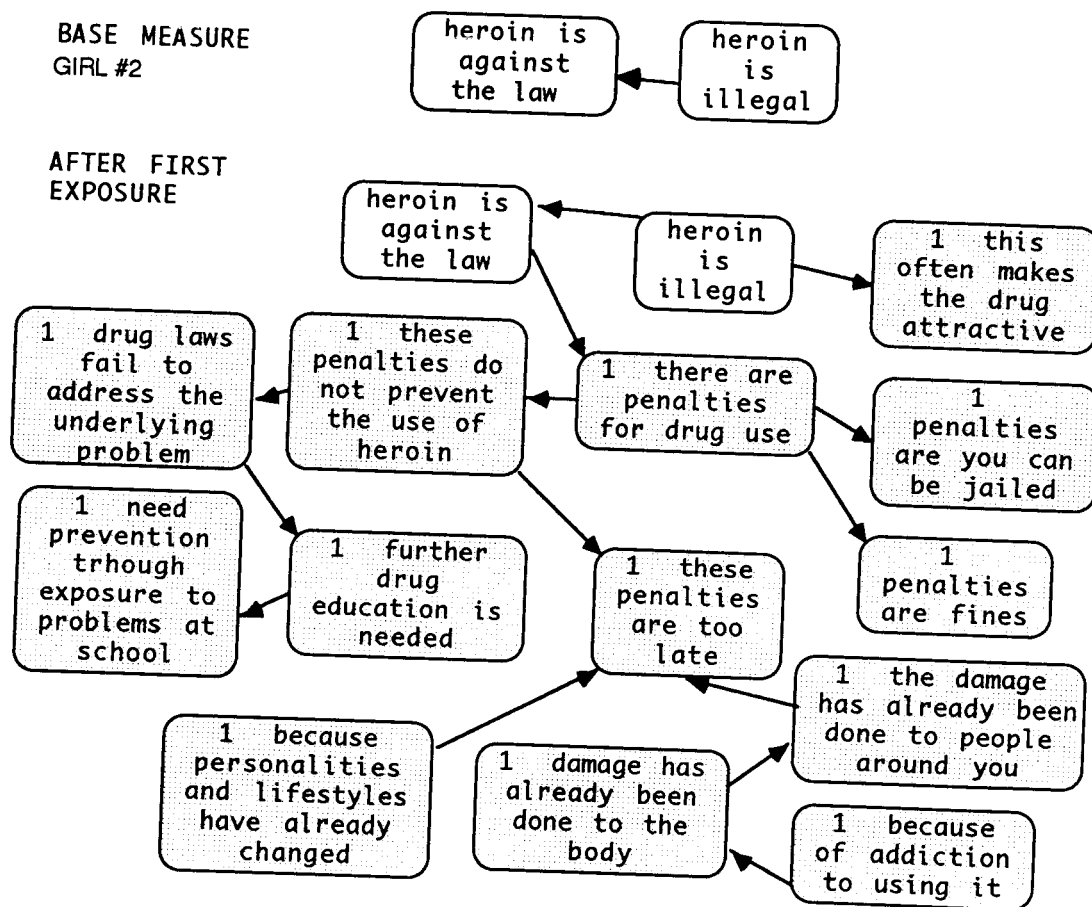 BASE MEASURE
GIRL #2
heroin is
against
the law
heroin
is
illegal
AFTER FIRST
EXPOSURE
heroin is
against
the law
heroin
is
illegal
1 this
often makes
the drug
attractive
1 drug laws
fail to
address the
underlying
problem
1 these
penalties do
not prevent
the use of
heroin
1 there are
penalties
for drug use
1
penalties
are you can
be jailed
1 need
prevention
trhough
exposure to
problems at
school
1 further
drug
education is
needed
1 these
penalties
are too
late
1
penalties
are fines
1 because
personalities
and lifestyles
have already
changed
1 damage has
already been
done to the
body
1 the damage
has already been
done to people
around you
1 because
of addiction
to using it